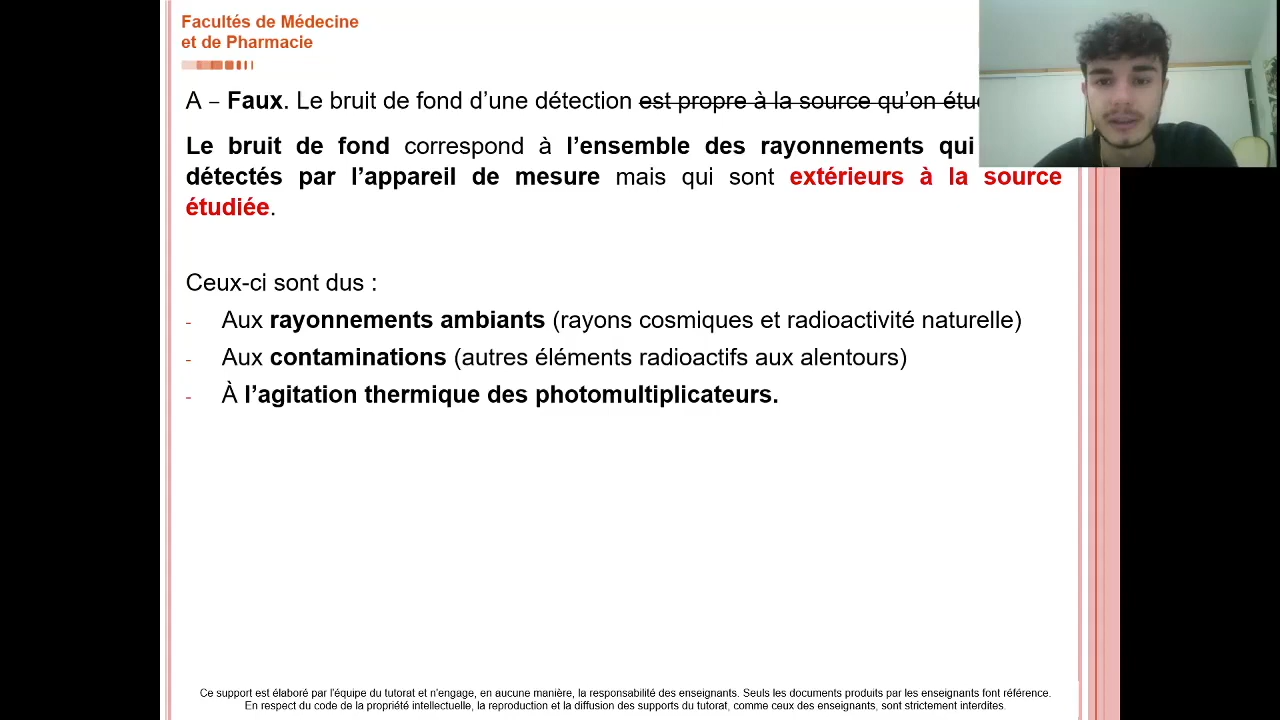 Facultés de Médecine
et de Pharmacie
A – Faux. Le bruit de fond d’une détection est propre à la source qu’on
Le bruit de fond correspond à l’ensemble des rayonnements qui
détectés par l’appareil de mesure mais qui sont extérieurs à la source
étudiée.
Ceux-ci sont dus :
- Aux rayonnements ambiants (rayons cosmiques et radioactivité naturelle)
- Aux contaminations (autres éléments radioactifs aux alentours)
- À l’agitation thermique des photomultiplicateurs.
Ce support est élaboré par l’équipe du tutorat et n’engage, en aucune manière, la responsabilité des enseignants. Seuls les documents produits par les enseignants font référence.
En respect du code de la propriété intellectuelle, la reproduction et la diffusion des supports du tutorat, comme ceux des enseignants, sont strictement interdites.